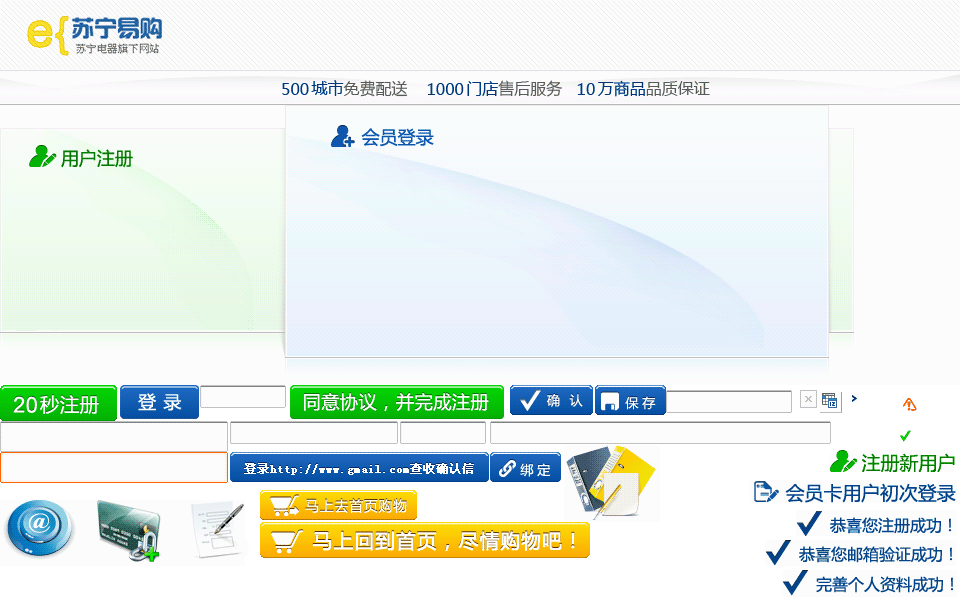 e{苏宁易购
苏宁电器旗下网站
500城市免费配送 1000门店售后服务 10万商品品质保证
用户注册
会员登录
20秒注册
登录
同意协议，并完成注册
确认
保存
登录http://www.gmail.com查收确认信
绑定
注册新用户
会员卡用户初次登录
马上去首页购物
恭喜您注册成功！
马上回到首页，尽情购物吧！
恭喜您邮箱验证成功！
完善个人资料成功！